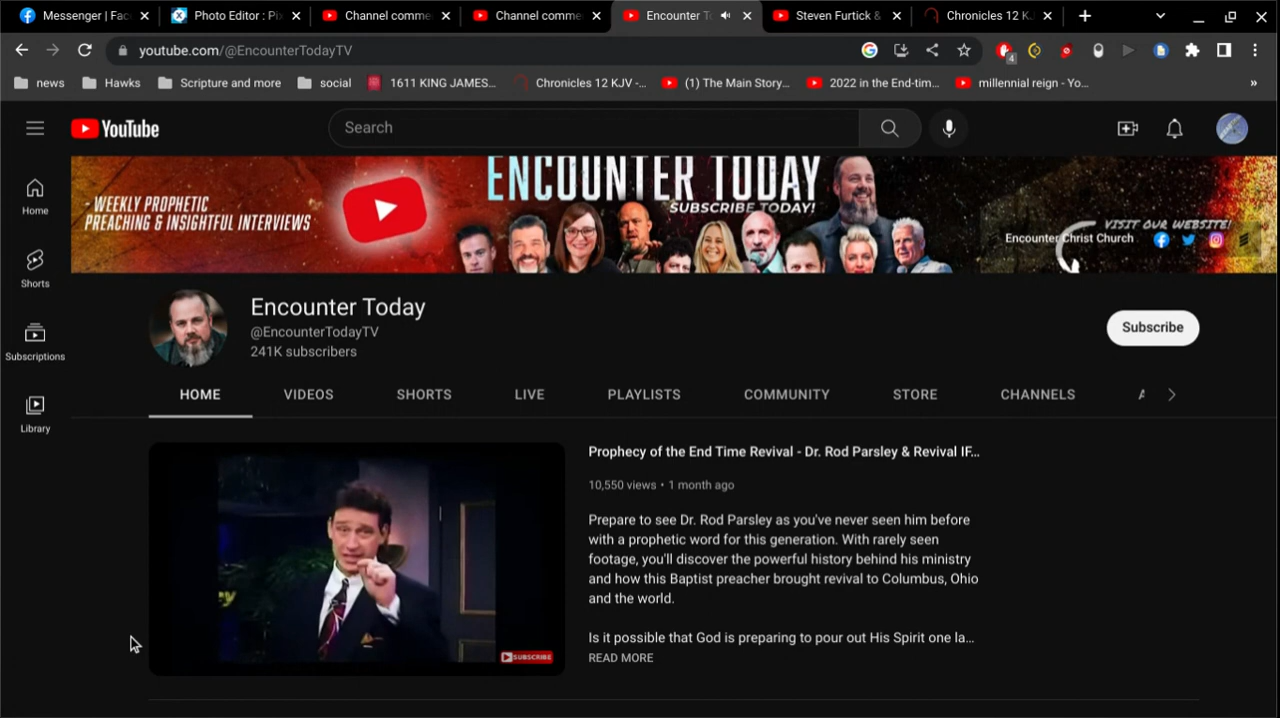 Messenger | Fac
Photo Editor : Pix
Channel comme
Channel comme
Encounter T
Steven Furtick &
Chronicles 12 KJ
youtube.com/@EncounterTodayTV
4
news
Hawks
Scripture and more
social
1611 KING JAMES...
Chronicles 12 KJV -...
(1) The Main Story...
2022 in the End-tim...
millennial reign - Yo...
»
YouTube
Search
- WEEKLY PROPHETIC
PREACHING & INSIGHTFUL INTERVIEWS
ENCOUNTER TODAY
SUBSCRIBE TODAY!
VISIT OUR WEBSITE!
Encounter Christ Church
Home
Shorts
Subscriptions
Library
Encounter Today
@EncounterTodayTV
241K subscribers
Subscribe
HOME
VIDEOS
SHORTS
LIVE
PLAYLISTS
COMMUNITY
STORE
CHANNELS
SUBSCRIBE
Prophecy of the End Time Revival - Dr. Rod Parsley & Revival IF...
10,550 views • 1 month ago
Prepare to see Dr. Rod Parsley as you've never seen him before
with a prophetic word for this generation. With rarely seen
footage, you'll discover the powerful history behind his ministry
and how this Baptist preacher brought revival to Columbus, Ohio
and the world.
Is it possible that God is preparing to pour out His Spirit one la...
READ MORE